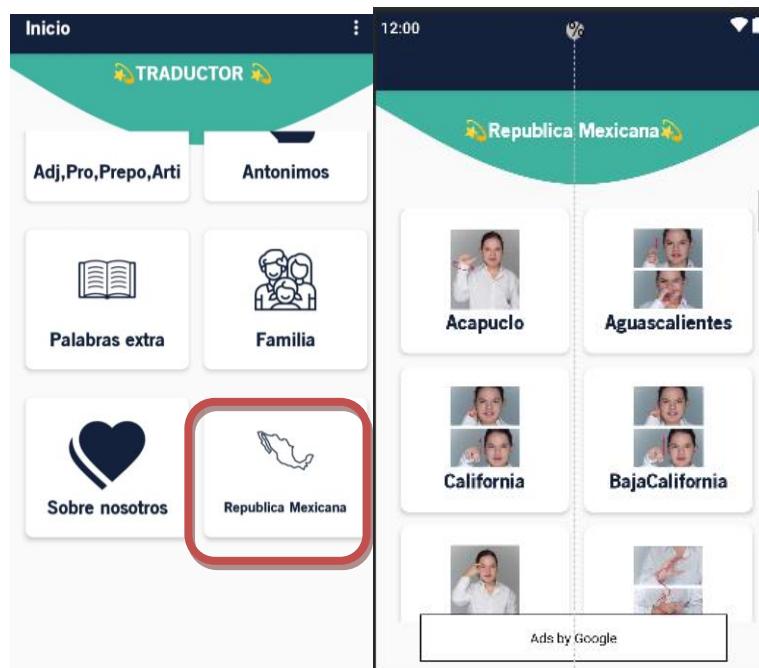 Inicio
💫TRADUCTOR 💫
Adj,Pro,Prepo,Arti
Antonimos
Palabras extra
Familia
Sobre nosotros
Republica Mexicana
12:00
%
💫Republica Mexicana💫
Acapuclo
Aguascalientes
California
BajaCalifornia
Ads by Google